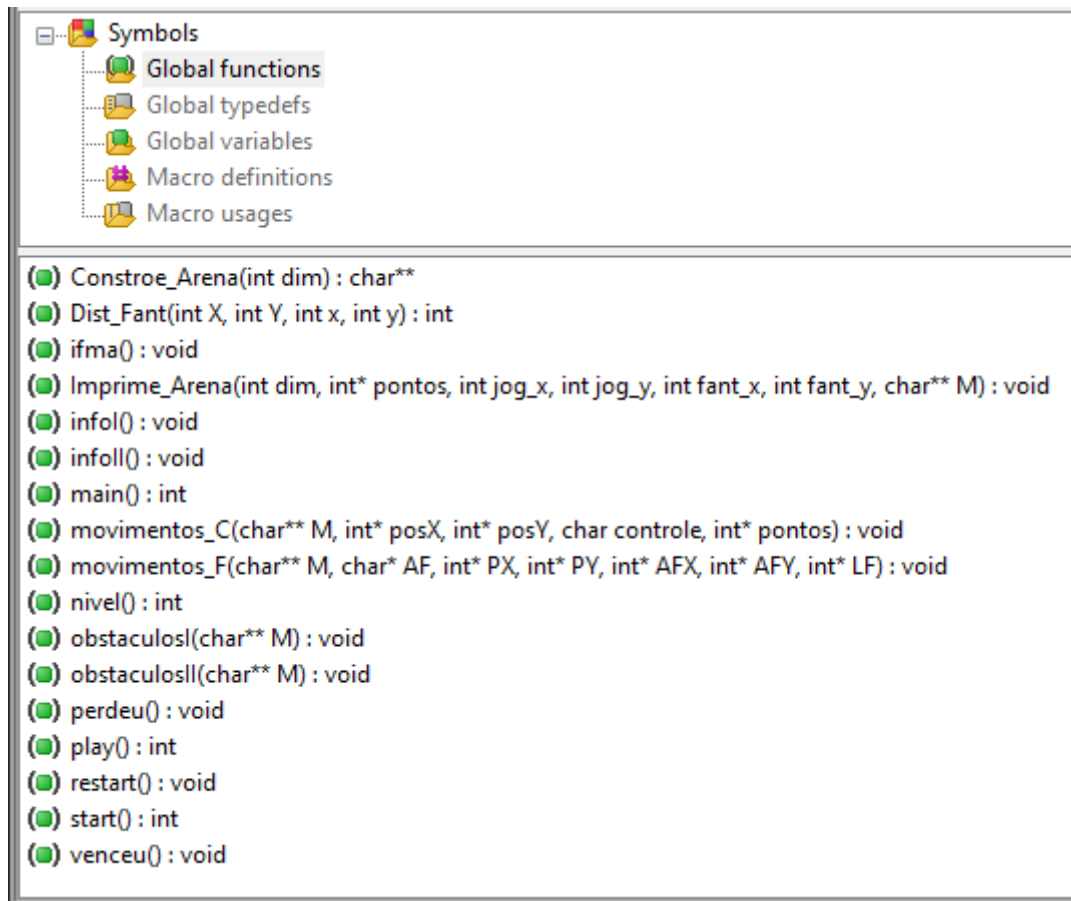 Symbols
Global functions
Global typedefs
Global variables
Macro definitions
Macro usages
Constroe_Arena(int dim) : char**
Dist_Fant(int X, int Y, int x, int y) : int
ifma() : void
Imprime_Arena(int dim, int* pontos, int jog_x, int jog_y, int fant_x, int fant_y, char** M) : void
infoI() : void
infoII() : void
main() : int
movimentos_C(char** M, int* posX, int* posY, char controle, int* pontos) : void
movimentos_F(char** M, char* AF, int* PX, int* PY, int* AFX, int* AFY, int* LF) : void
nivel() : int
obstaculosI(char** M) : void
obstaculosII(char** M) : void
perdeu() : void
play() : int
restart() : void
start() : int
venceu() : void